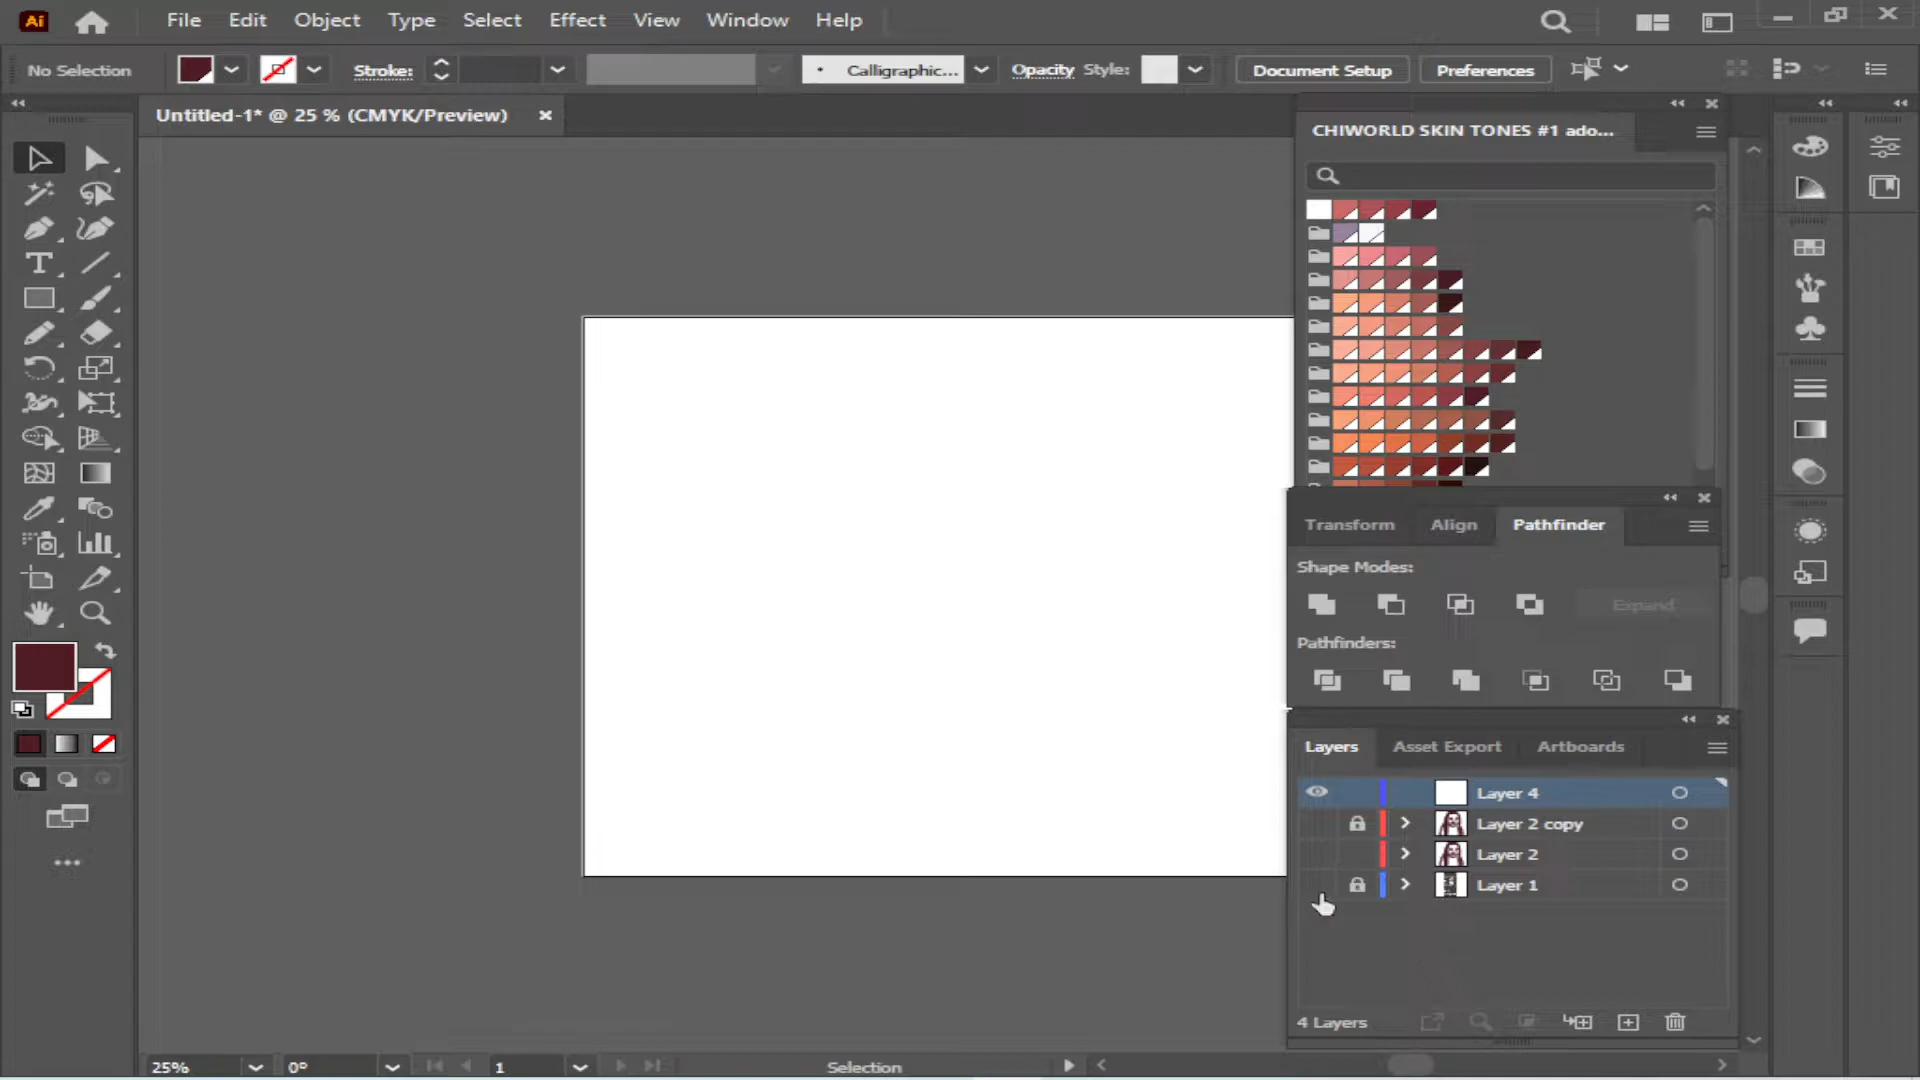 Ai File Edit Object Type Select Effect View Window Help
No Selection Stroke: Calligraphic... Opacity Style: Document Setup Preferences
Untitled-1* @ 25 % (CMYK/Preview)
CHIWORLD SKIN TONES #1 ado...
Transform Align Pathfinder
Shape Modes:
Expand
Pathfinders:
Layers Asset Export Artboards
Layer 4
Layer 2 copy
Layer 2
Layer 1
4 Layers
25% 0° 1 Selection